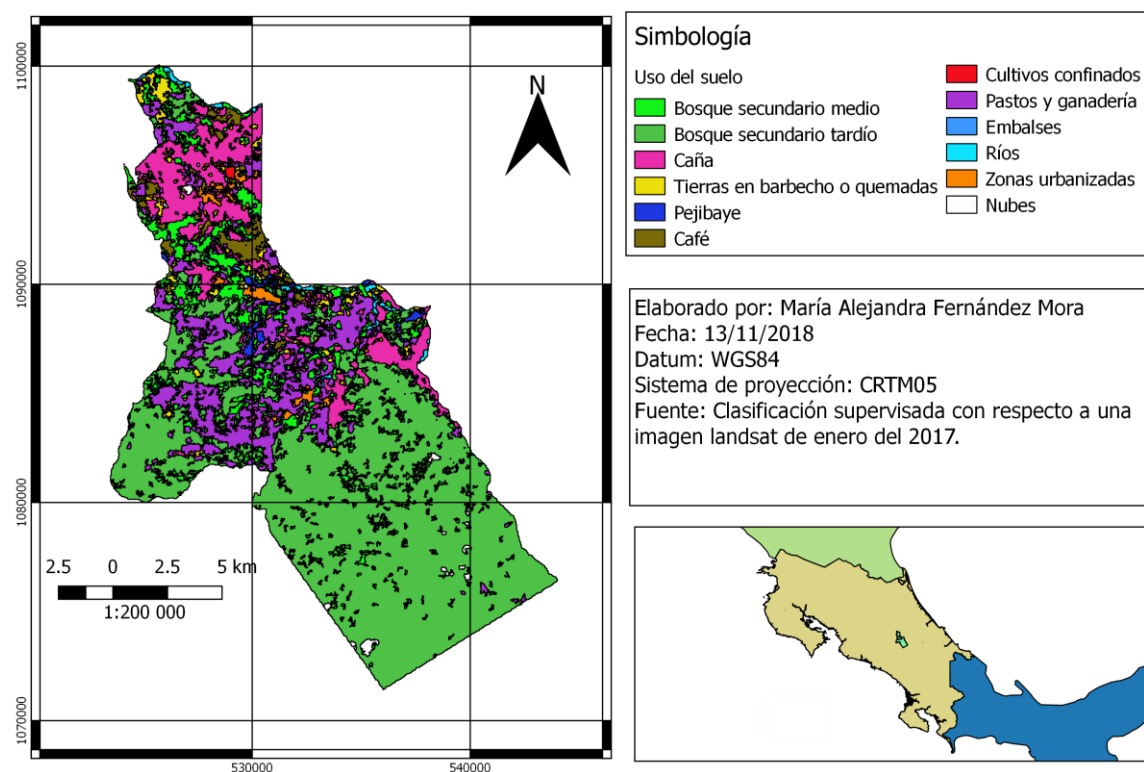 1100000
1090000
1080000
1070000
530000
540000
N
2.5 0 2.5 5 km
1:200 000
Simbología
Uso del suelo
Bosque secundario medio
Bosque secundario tardío
Caña
Tierras en barbecho o quemadas
Pejibaye
Café
Cultivos confinados
Pastos y ganadería
Embalses
Ríos
Zonas urbanizadas
Nubes
Elaborado por: María Alejandra Fernández Mora
Fecha: 13/11/2018
Datum: WGS84
Sistema de proyección: CRTM05
Fuente: Clasificación supervisada con respecto a una
imagen landsat de enero del 2017.